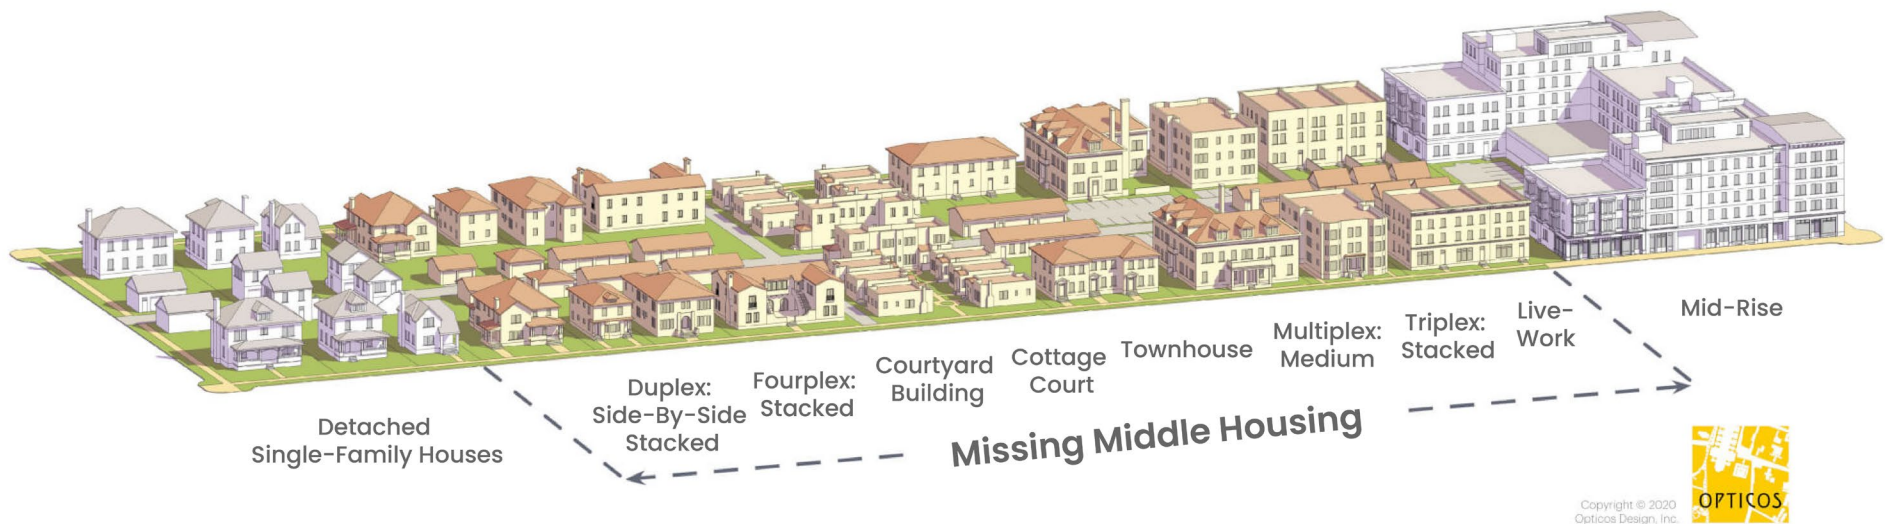 Detached
Single-Family Houses
Duplex:
Side-By-Side
Stacked
Fourplex:
Stacked
Courtyard
Building
Cottage
Court
Townhouse
Multiplex:
Medium
Triplex:
Stacked
Live-
Work
Mid-Rise
Missing Middle Housing
Copyright © 2020
Opticos Design, Inc.
OPTICOS